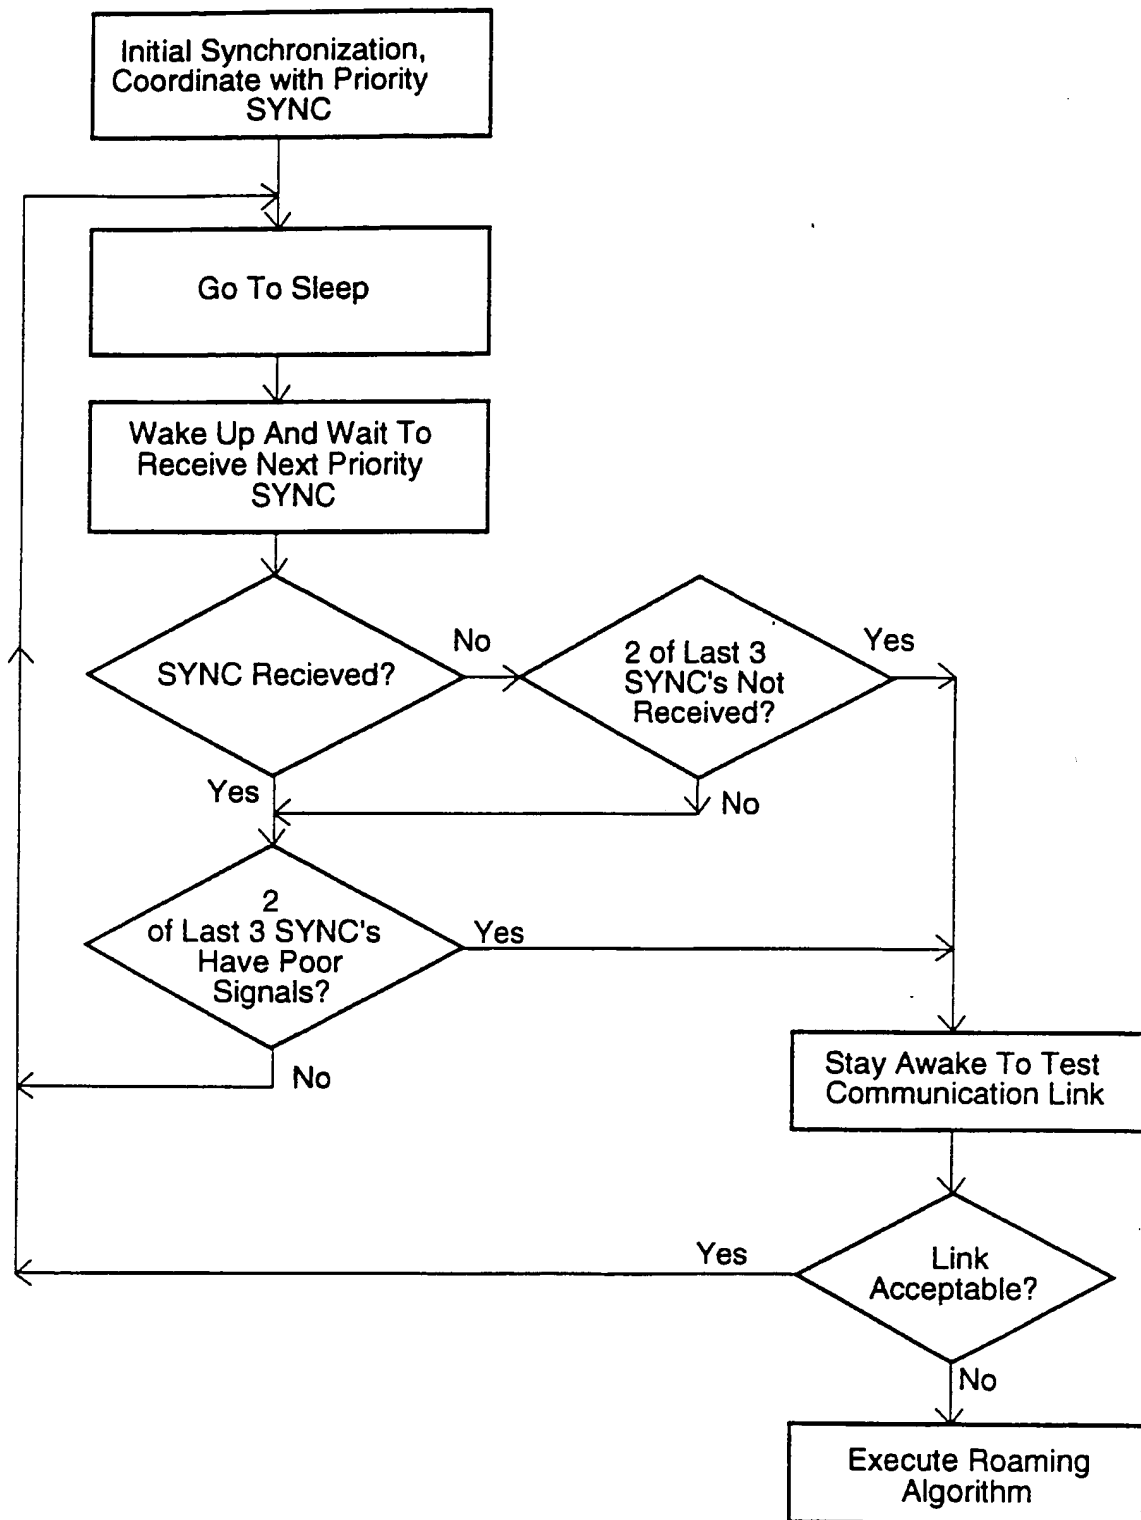 Initial Synchronization,
Coordinate with Priority
SYNC
Go To Sleep
Wake Up And Wait To
Receive Next Priority
SYNC
SYNC Recieved?
No
2 of Last 3
SYNC's Not
Received?
Yes
Yes
No
2
of Last 3 SYNC's
Have Poor
Signals?
Yes
No
Stay Awake To Test
Communication Link
Link
Acceptable?
Yes
No
Execute Roaming
Algorithm